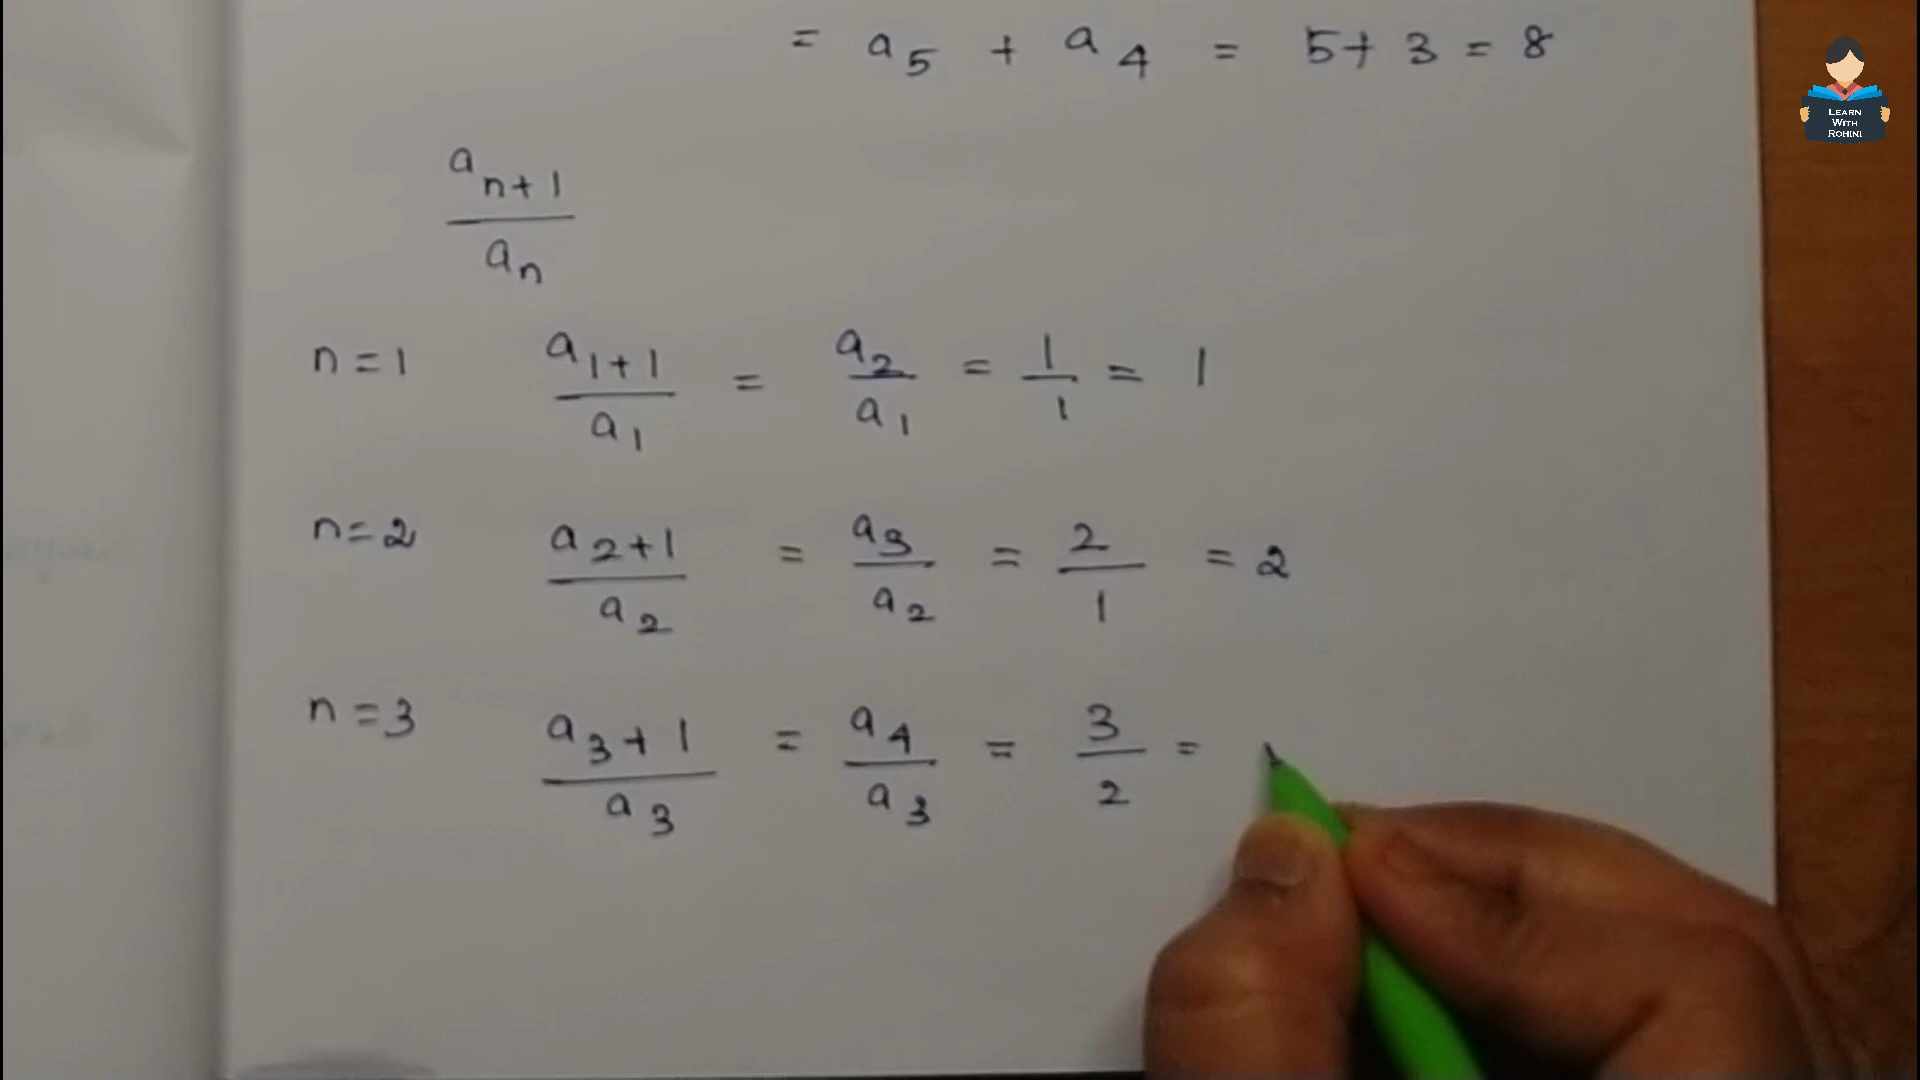 = a₅ + a₄ = 5+ 3 = 8
LEARN
WITH
ROHINI
aₙ₊₁
aₙ
n=1 a₁₊₁/a₁ = a₂/a₁ = 1/1 = 1
n=2 a₂₊₁/a₂ = a₃/a₂ = 2/1 = 2
n=3 a₃₊₁/a₃ = a₄/a₃ = 3/2 =